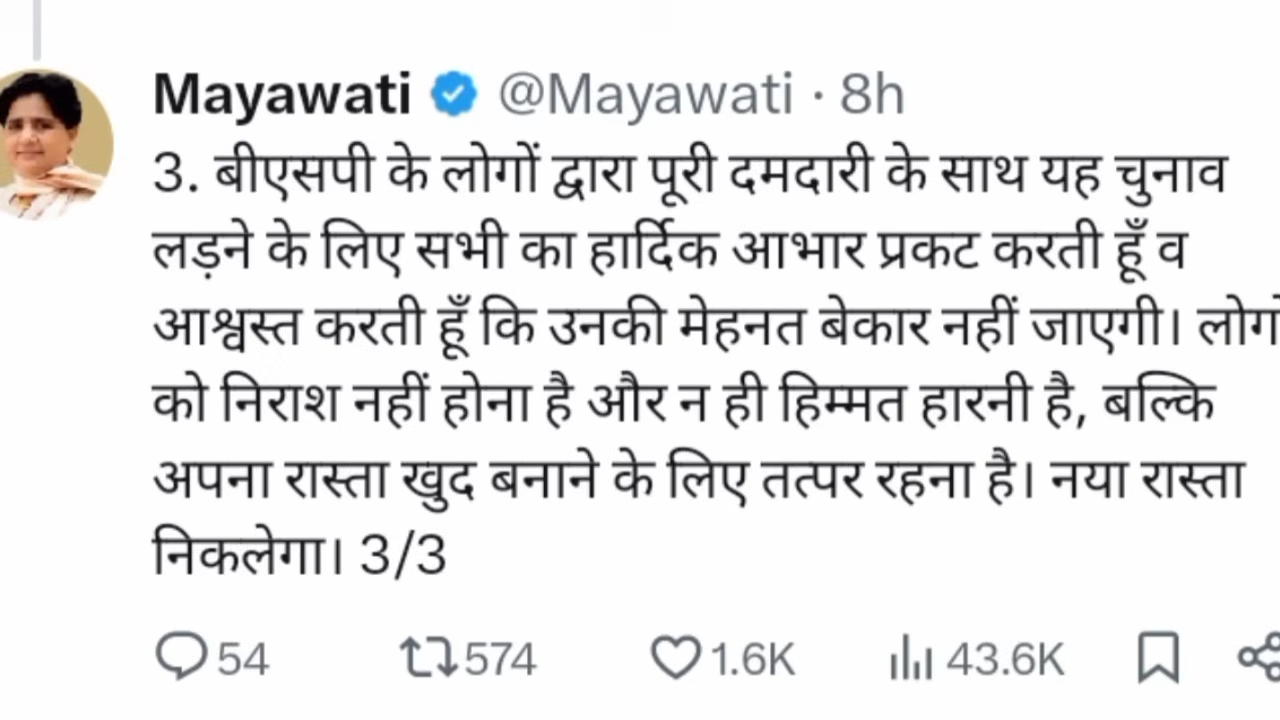 Mayawati @Mayawati · 8h
3. बीएसपी के लोगों द्वारा पूरी दमदारी के साथ यह चुनाव
लड़ने के लिए सभी का हार्दिक आभार प्रकट करती हूँ व
आश्वस्त करती हूँ कि उनकी मेहनत बेकार नहीं जाएगी।
को निराश नहीं होना है और न ही हिम्मत हारनी है, बल्कि
अपना रास्ता खुद बनाने के लिए तत्पर रहना है। नया रास्ता
निकलेगा। 3/3
54 574 1.6K 43.6K